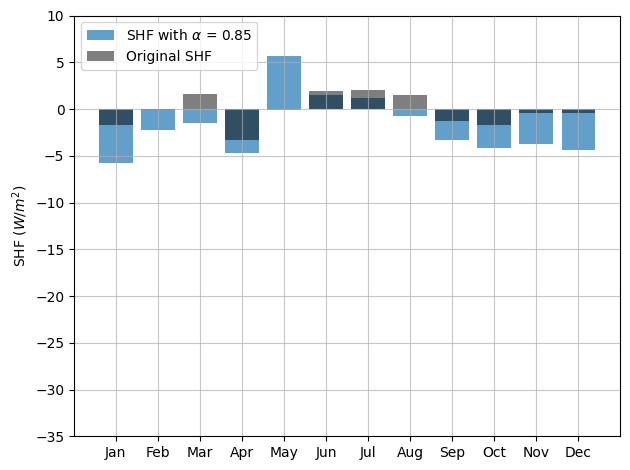 SHF with α = 0.85
Original SHF
10
5
0
−5
−10
−15
−20
−25
−30
−35
SHF (W/m²)
Jan Feb Mar Apr May Jun Jul Aug Sep Oct Nov Dec